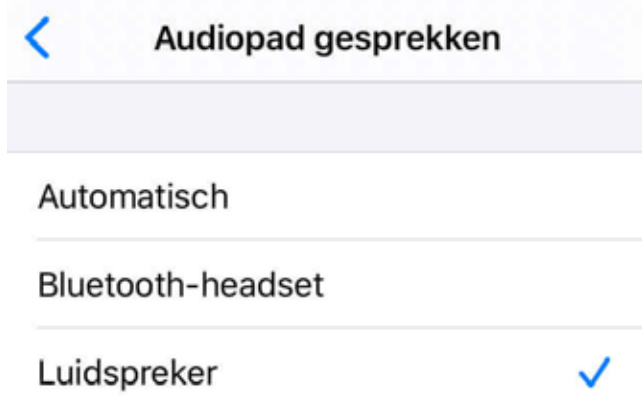 Audiopad gesprekken
Automatisch
Bluetooth-headset
Luidspreker